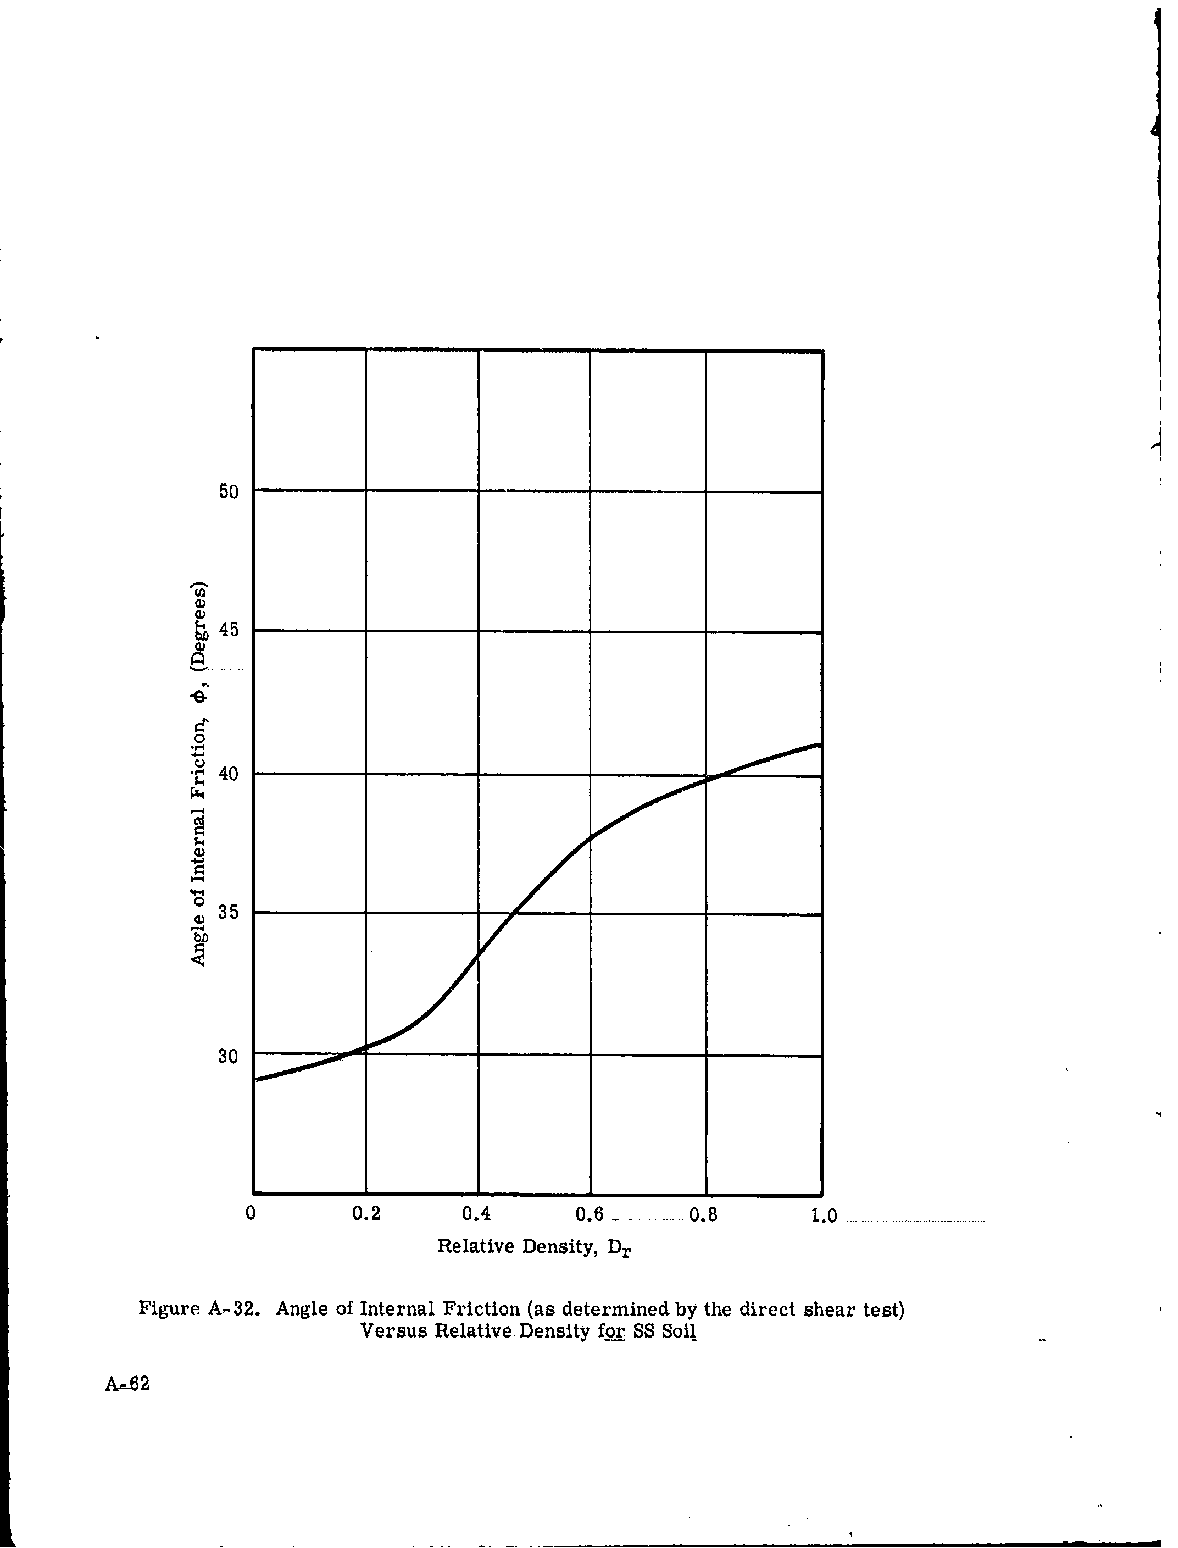 50
45
40
35
30
Angle of Internal Friction, Φ, (Degrees)
0 0.2 0.4 0.6 0.8 1.0
Relative Density, Dr
Figure A-32. Angle of Internal Friction (as determined by the direct shear test)
Versus Relative Density for SS Soil
A-62